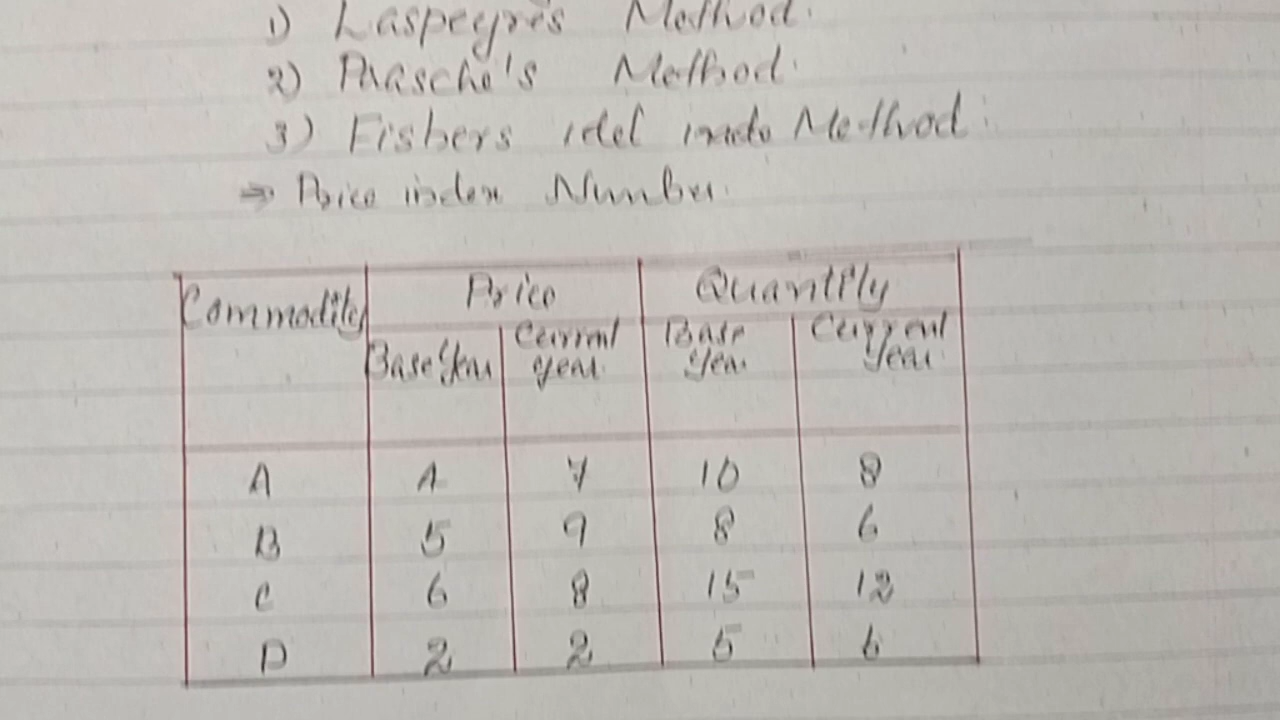 1) Laspeyre's Method.
2) Paasche's Method.
3) Fishers idel Method.
⇒ Price index Number.
Commodity Price Quantity
Base Year Current year. Base Year Current Year.
A 4 7 10 8
B 5 9 8 6
C 6 8 15 12
D 2 2 5 6